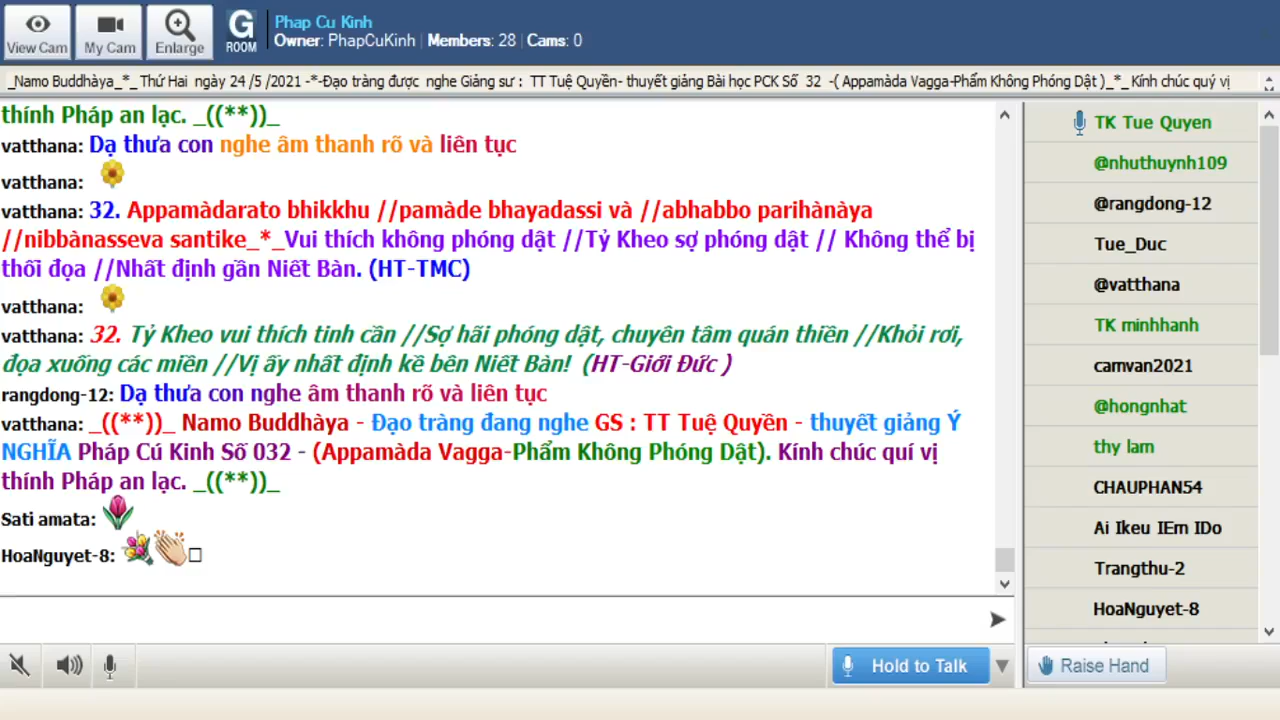 View Cam
My Cam
Enlarge
G
ROOM
Phap Cu Kinh
Owner: PhapCuKinh | Members: 28 | Cams: 0
_Namo Buddhàya_*_ Thứ Hai  ngày 24 /5 /2021 -*-Đạo tràng được  nghe Giảng sư :  TT Tuệ Quyền- thuyết giảng Bài học PCK Số  32  -( Appamàda Vagga-Phẩm Không Phóng Dật )_*_ Kính chúc quý vị
thính Pháp an lạc. _((**))_
vatthana: Dạ thưa con nghe âm thanh rõ và liên tục
vatthana:
vatthana: 32. Appamàdarato bhikkhu //pamàde bhayadassi và //abhabbo parihànàya
//nibbànasseva santike_*_Vui thích không phóng dật //Tỷ Kheo sợ phóng dật // Không thể bị
thối đọa //Nhất định gần Niết Bàn. (HT-TMC)
vatthana:
vatthana: 32. Tỷ Kheo vui thích tinh cần //Sợ hãi phóng dật, chuyên tâm quán thiền //Khỏi rơi,
đọa xuống các miền //Vị ấy nhất định kề bên Niết Bàn!  (HT-Giới Đức )
rangdong-12: Dạ thưa con nghe âm thanh rõ và liên tục
vatthana: _((**))_ Namo Buddhàya - Đạo tràng đang nghe GS : TT Tuệ Quyền - thuyết giảng Ý
NGHĨA Pháp Cú Kinh Số 032 - (Appamàda Vagga-Phẩm Không Phóng Dật). Kính chúc quí vị
thính Pháp an lạc. _((**))_
Sati amata:
HoaNguyet-8:
TK Tue Quyen
@nhuthuynh109
@rangdong-12
Tue_Duc
@vatthana
TK minhhanh
camvan2021
@hongnhat
thy lam
CHAUPHAN54
Ai Ikeu IEm IDo
Trangthu-2
HoaNguyet-8
Hold to Talk
Raise Hand